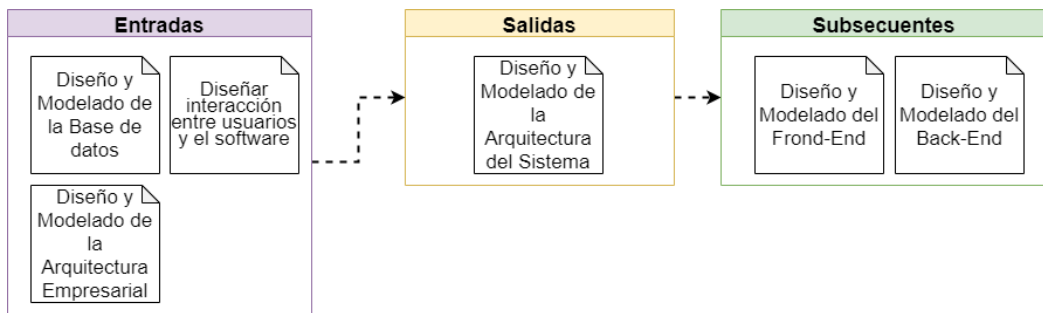 Entradas
Diseño y
Modelado de
la Base de
datos
Diseñar
interacción
entre usuarios
y el software
Diseño y
Modelado de
la
Arquitectura
Empresarial
Salidas
Diseño y
Modelado de
la
Arquitectura
del Sistema
Subsecuentes
Diseño y
Modelado del
Frond-End
Diseño y
Modelado del
Back-End